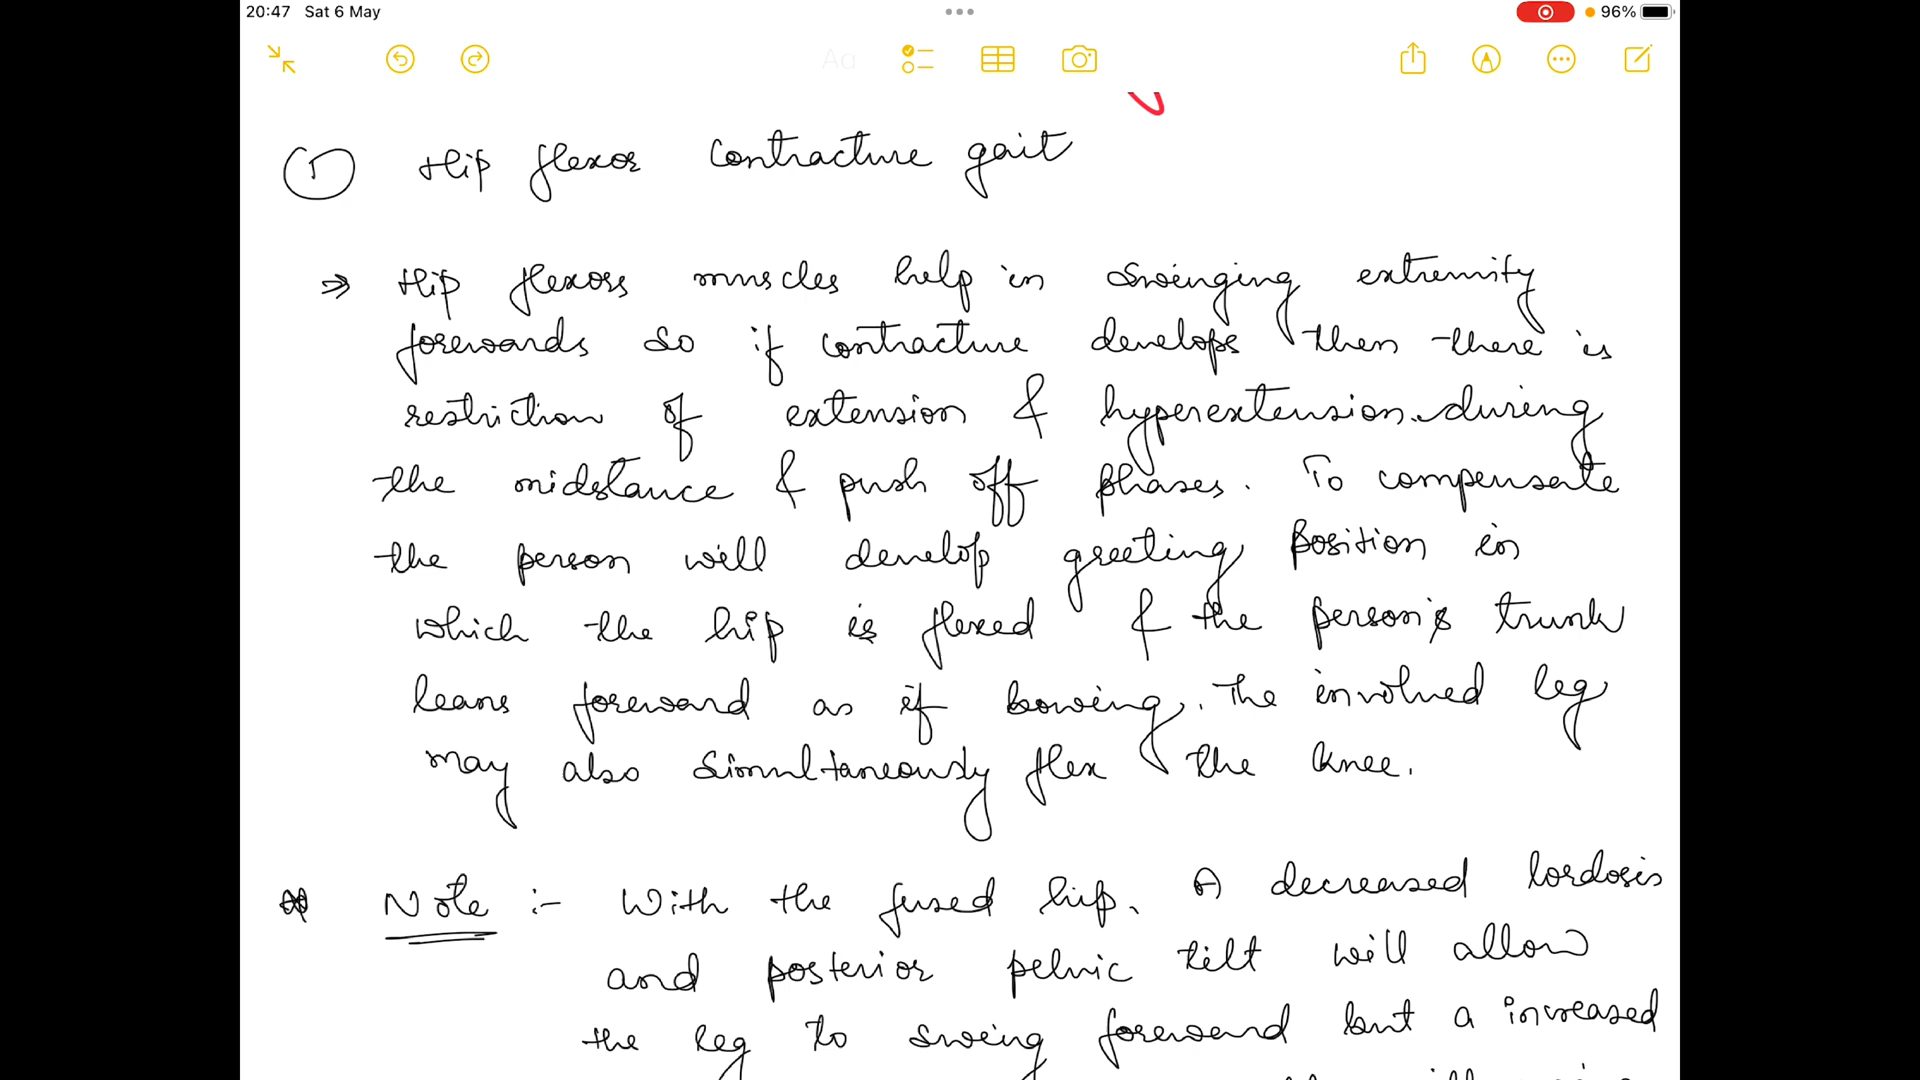 20:47 Sat 6 May
96%
Aa
① Hip flexor contracture gait
⇒ Hip flexors muscles help in swinging extremity
forewards so if contracture develops then there is
restriction of extension & hyperextension. during
the midstance & push off phases. To compensate
the person will develop greeting position in
which the hip is flexed & the person's trunk
leans foreward as if bowing. The involved leg
may also simultaneously flex the knee.
Note :- With the fused hip. A decreased lordosis
and posterior pelvic tilt will allow
the leg to swing foreward but a increased